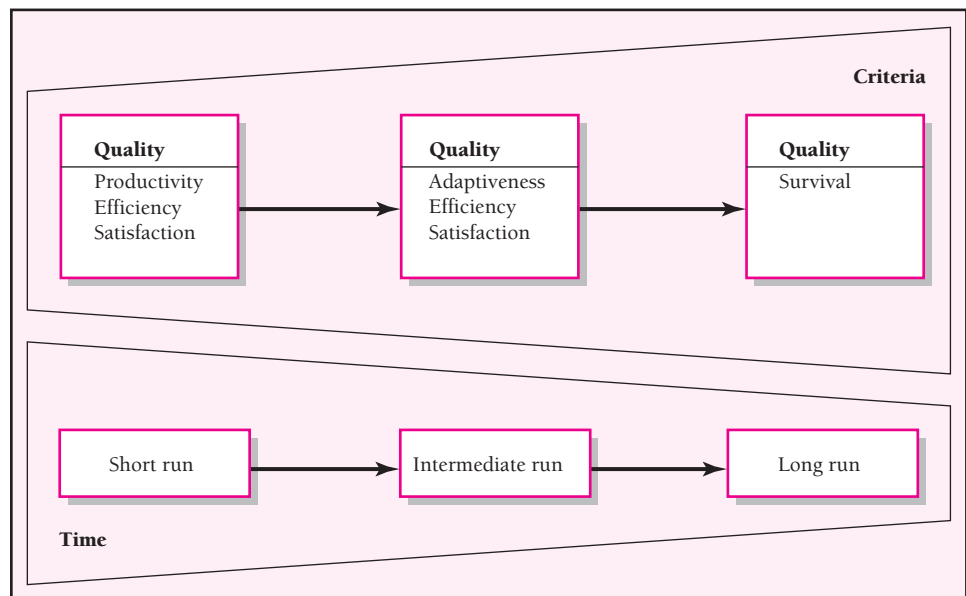 Criteria
Quality
Productivity
Efficiency
Satisfaction
Quality
Adaptiveness
Efficiency
Satisfaction
Quality
Survival
Short run
Intermediate run
Long run
Time